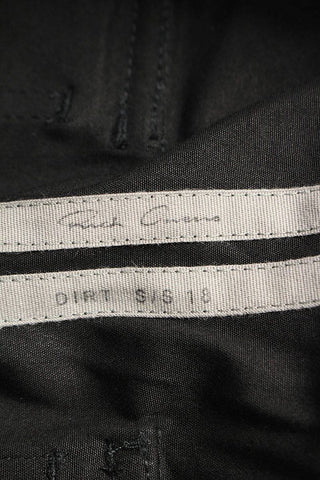 Rick Owens
DIRT S/S 18